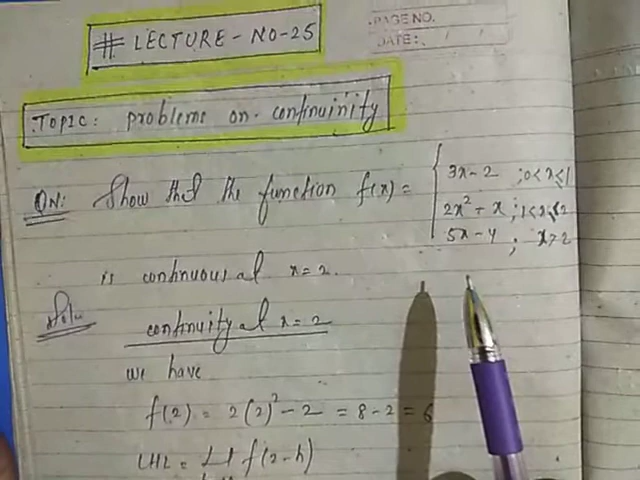 # LECTURE - NO-25
PAGE NO.
DATE:
TOPIC: problems on continuinity
QN: Show that the function f(x) = { 3x - 2 ; 0 < x ≤ 1
2x² - x ; 1 < x ≤ 2
5x - 4 ; x > 2
is continuous at x = 2.
Solu
continuity at x = 2
we have
f(2) = 2(2)² - 2 = 8 - 2 = 6
LHL = Lt f(2-h)